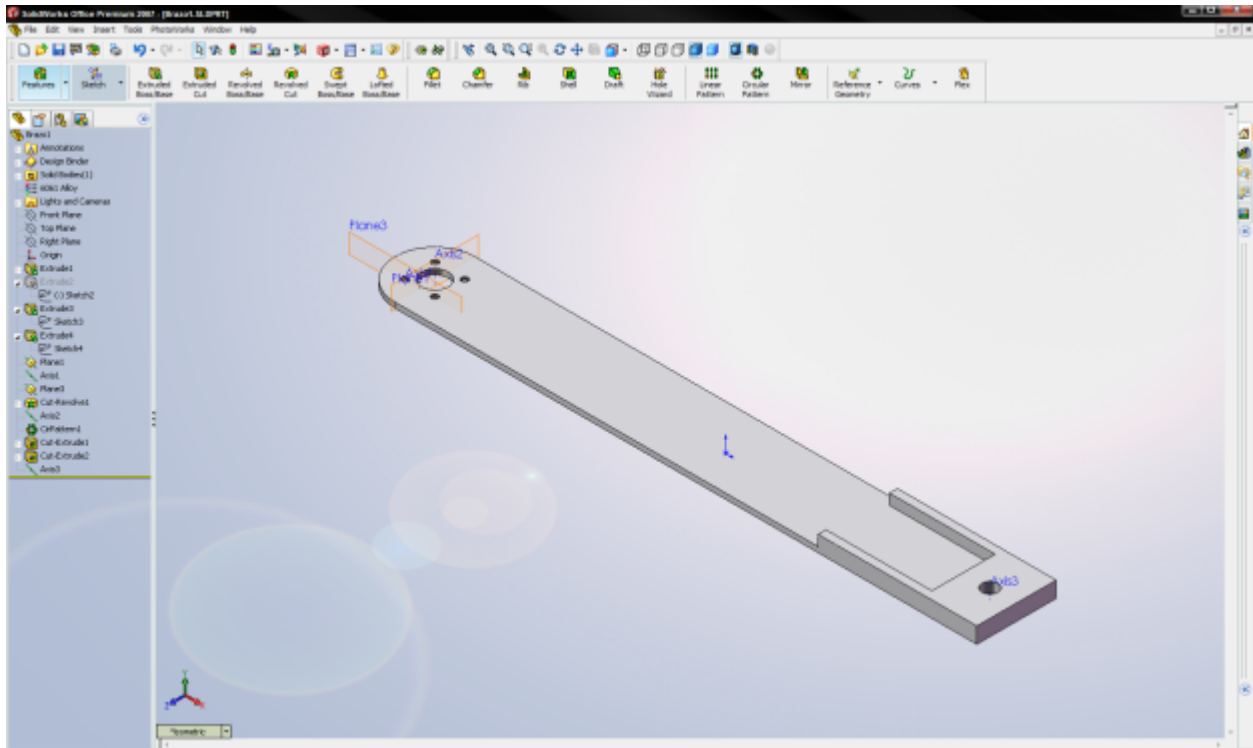 SolidWorks Office Premium 2007 - [Brazo1.SLDPRT]
File Edit View Insert Tools PhotoWorks Window Help
Features
Sketch
Extruded Boss/Base
Extruded Cut
Revolved Boss/Base
Revolved Cut
Swept Boss/Base
Lofted Boss/Base
Fillet
Chamfer
Rib
Shell
Draft
Hole Wizard
Linear Pattern
Circular Pattern
Mirror
Reference Geometry
Curves
Flex
Brazo1
Annotations
Design Binder
Solid Bodies(1)
6061 Alloy
Lights and Cameras
Front Plane
Top Plane
Right Plane
Origin
Extrude1
Extrude2
(-) Sketch2
Extrude3
Sketch3
Extrude4
Sketch4
Plane1
Axis1
Plane3
Cut-Revolve1
Axis2
CirPattern1
Cut-Extrude1
Cut-Extrude2
Axis3
Plane3
Axis2
Axis3
Y
Z
X
*Isometric